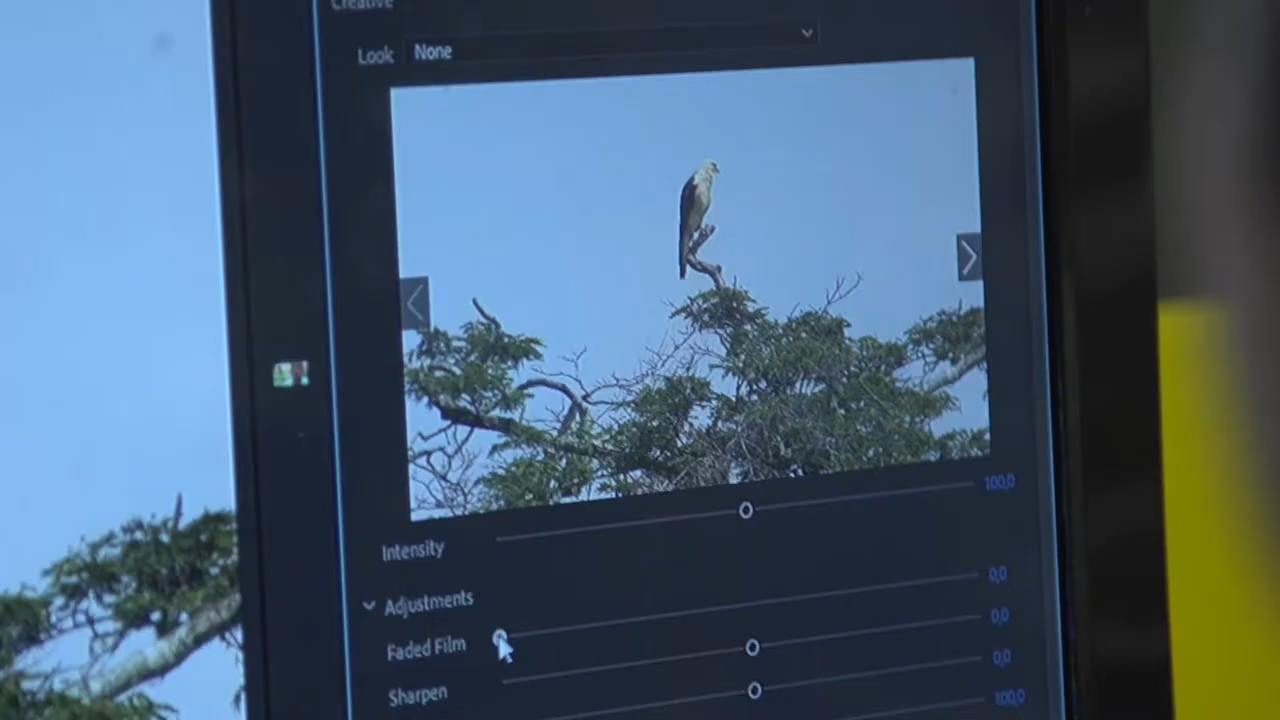 Creative
Look None
Intensity 100,0
Adjustments
Faded Film 0,0
Sharpen 0,0
0,0
100,0